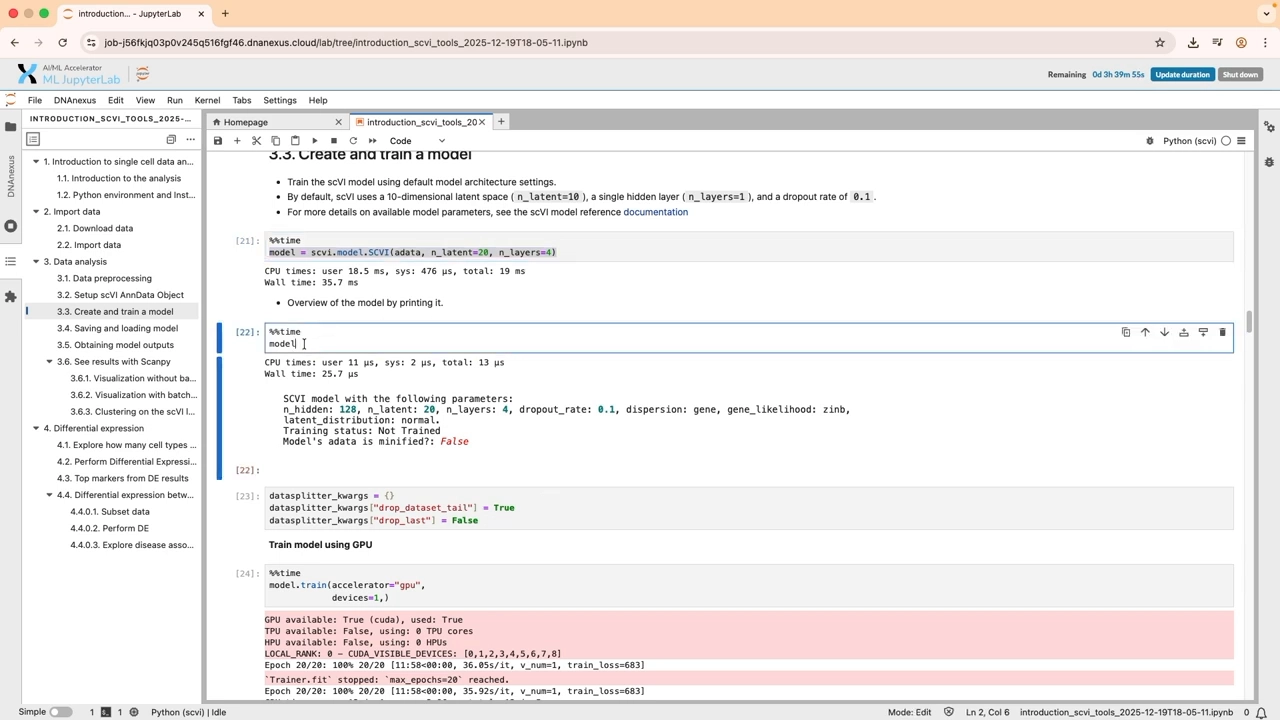 introduction... - JupyterLab
job-j56fkjq03p0v245q516fgf46.dnanexus.cloud/lab/tree/introduction_scvi_tools_2025-12-19T18-05-11.ipynb
AI/ML Accelerator
ML JupyterLab
Remaining 0d 3h 39m 55s Update duration Shut down
File DNAnexus Edit View Run Kernel Tabs Settings Help
INTRODUCTION_SCVI_TOOLS_2025-...
Homepage
introduction_scvi_tools_20
Code
Python (scvi)
DNAnexus
1. Introduction to single cell data an...
1.1. Introduction to the analysis
1.2. Python environment and Inst...
2. Import data
2.1. Download data
2.2. Import data
3. Data analysis
3.1. Data preprocessing
3.2. Setup scVI AnnData Object
3.3. Create and train a model
3.4. Saving and loading model
3.5. Obtaining model outputs
3.6. See results with Scanpy
3.6.1. Visualization without ba...
3.6.2. Visualization with batch...
3.6.3. Clustering on the scVI l...
4. Differential expression
4.1. Explore how many cell types ...
4.2. Perform Differential Expressi...
4.3. Top markers from DE results
4.4. Differential expression betw...
4.4.0.1. Subset data
4.4.0.2. Perform DE
4.4.0.3. Explore disease asso...
3.3. Create and train a model
• Train the scVI model using default model architecture settings.
• By default, scVI uses a 10-dimensional latent space ( n_latent=10 ), a single hidden layer ( n_layers=1 ), and a dropout rate of 0.1 .
• For more details on available model parameters, see the scVI model reference documentation
[21]: %%time
model = scvi.model.SCVI(adata, n_latent=20, n_layers=4)
CPU times: user 18.5 ms, sys: 476 µs, total: 19 ms
Wall time: 35.7 ms
• Overview of the model by printing it.
[22]: %%time
model
CPU times: user 11 µs, sys: 2 µs, total: 13 µs
Wall time: 25.7 µs
SCVI model with the following parameters:
n_hidden: 128, n_latent: 20, n_layers: 4, dropout_rate: 0.1, dispersion: gene, gene_likelihood: zinb,
latent_distribution: normal.
Training status: Not Trained
Model's adata is minified?: False
[22]:
[23]: datasplitter_kwargs = {}
datasplitter_kwargs["drop_dataset_tail"] = True
datasplitter_kwargs["drop_last"] = False
Train model using GPU
[24]: %%time
model.train(accelerator="gpu",
devices=1,)
GPU available: True (cuda), used: True
TPU available: False, using: 0 TPU cores
HPU available: False, using: 0 HPUs
LOCAL_RANK: 0 - CUDA_VISIBLE_DEVICES: [0,1,2,3,4,5,6,7,8]
Epoch 20/20: 100% 20/20 [11:58<00:00, 36.05s/it, v_num=1, train_loss=683]
`Trainer.fit` stopped: `max_epochs=20` reached.
Epoch 20/20: 100% 20/20 [11:58<00:00, 35.92s/it, v_num=1, train_loss=683]
Simple 1 1 Python (scvi) | Idle
Mode: Edit Ln 2, Col 6 introduction_scvi_tools_2025-12-19T18-05-11.ipynb 0